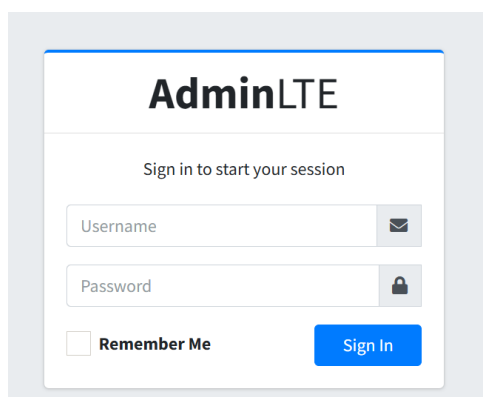 AdminLTE
Sign in to start your session
Username
Password
Remember Me
Sign In